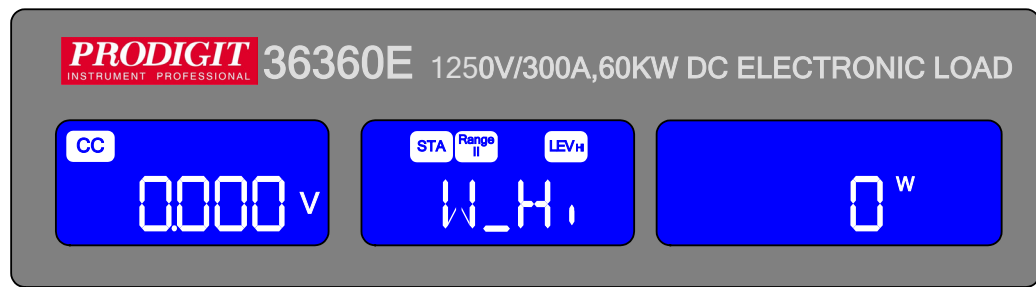 PRODIGIT
INSTRUMENT PROFESSIONAL
36360E 1250V/300A,60KW DC ELECTRONIC LOAD
CC
0.000 V
STA Range II LEV HI
W_Hi
0 W